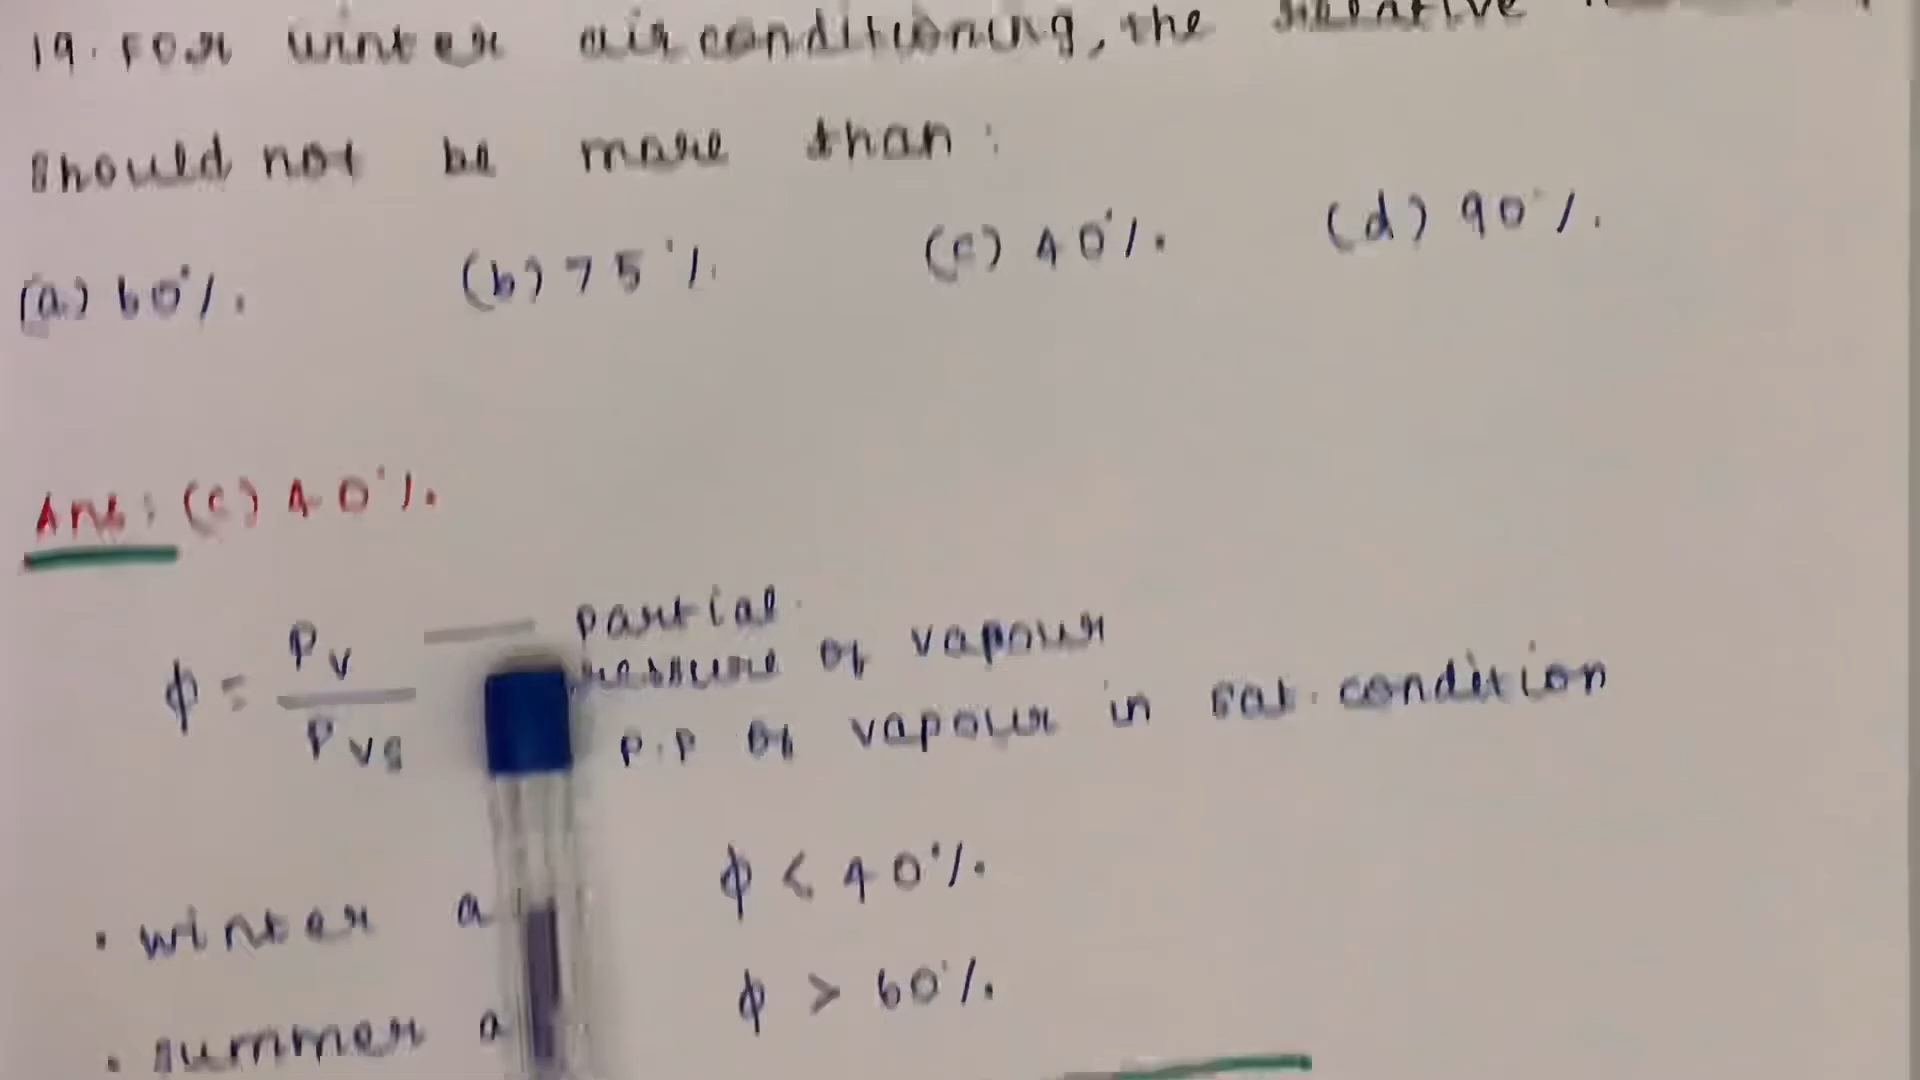 19. For winter air conditioning, the relative
should not be more than:
(a) 60%. (b) 75%. (c) 40%. (d) 90%.
Ans: (c) 40%.
ϕ = Pv / Pvs
partial
pressure of vapour
p.p of vapour in sat. condition
• winter a ϕ < 40%.
• summer a ϕ > 60%.